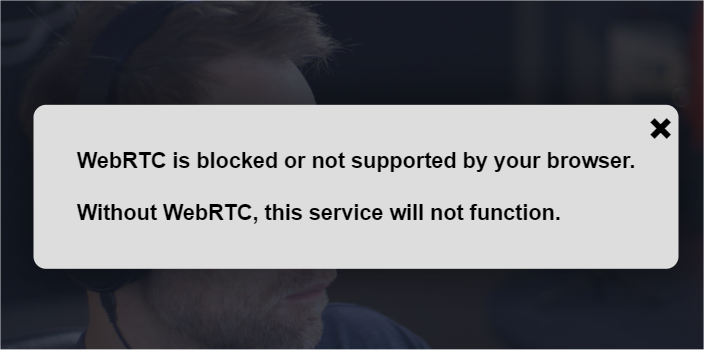 WebRTC is blocked or not supported by your browser.
Without WebRTC, this service will not function.